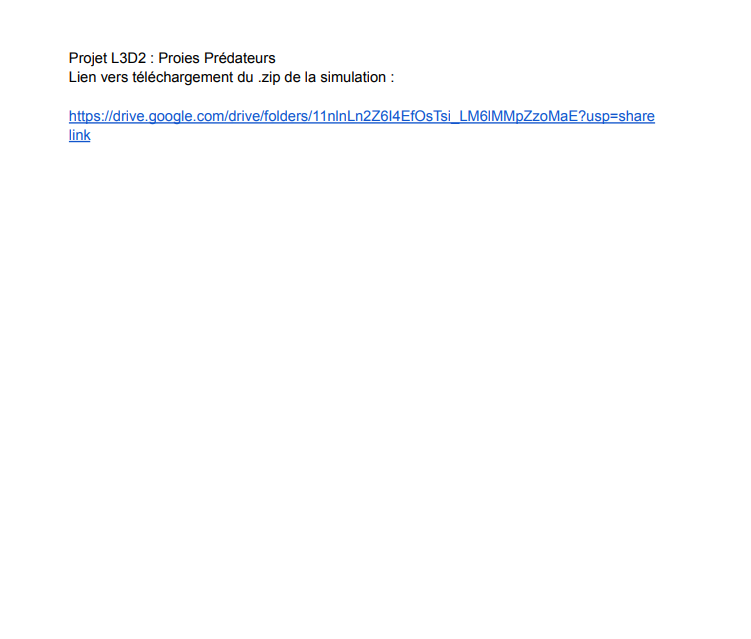 Projet L3D2 : Proies Prédateurs
Lien vers téléchargement du .zip de la simulation :
https://drive.google.com/drive/folders/11nlnLn2Z6I4EfOsTsi_LM6lMMpZzoMaE?usp=share
link